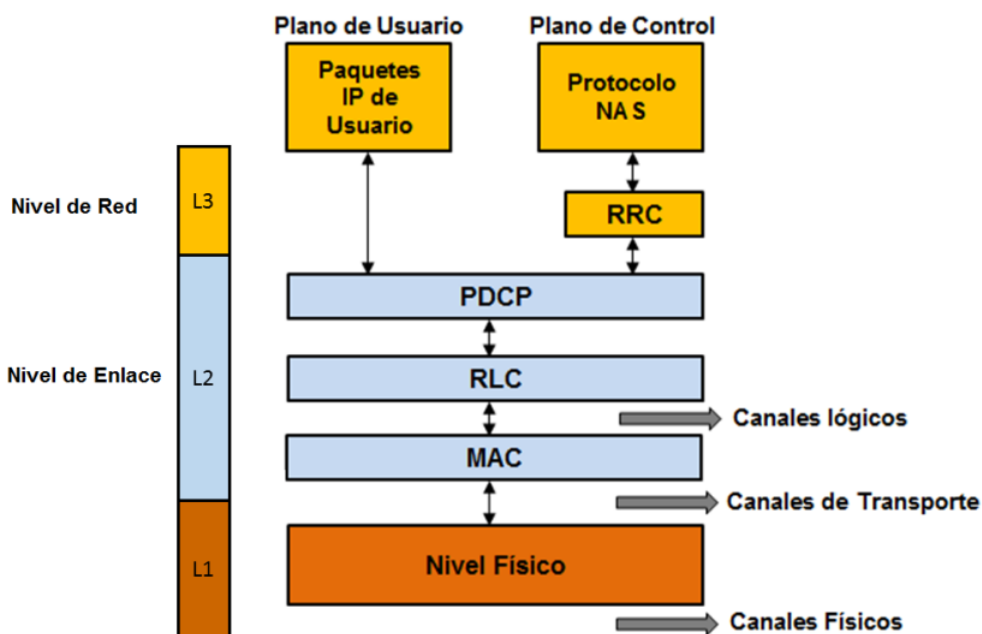 Plano de Usuario
Plano de Control
Paquetes
IP de
Usuario
Protocolo
NAS
Nivel de Red
L3
RRC
PDCP
Nivel de Enlace
L2
RLC
Canales lógicos
MAC
Canales de Transporte
L1
Nivel Físico
Canales Físicos